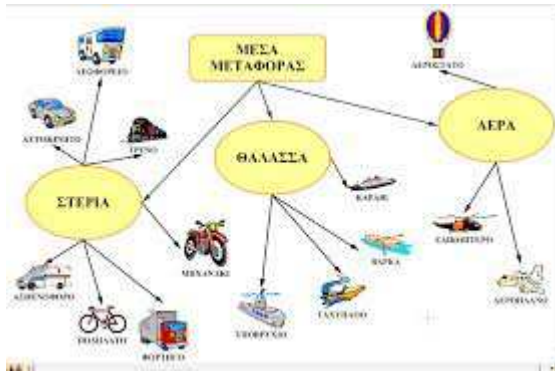 ΜΕΣΑ
ΜΕΤΑΦΟΡΑΣ
ΛΕΩΦΟΡΕΙΟ
ΑΕΡΟΣΤΑΤΟ
ΑΥΤΟΚΙΝΗΤΟ
ΤΡΕΝΟ
ΑΕΡΑ
ΘΑΛΑΣΣΑ
ΣΤΕΡΙΑ
ΚΑΡΑΒΙ
ΜΗΧΑΝΑΚΙ
ΒΑΡΚΑ
ΕΛΙΚΟΠΤΕΡΟ
ΑΣΘΕΝΟΦΟΡΟ
ΠΟΔΗΛΑΤΟ
ΦΟΡΤΗΓΟ
ΥΠΟΒΡΥΧΙΟ
ΤΑΧΥΠΛΟΟ
ΑΕΡΟΠΛΑΝΟ